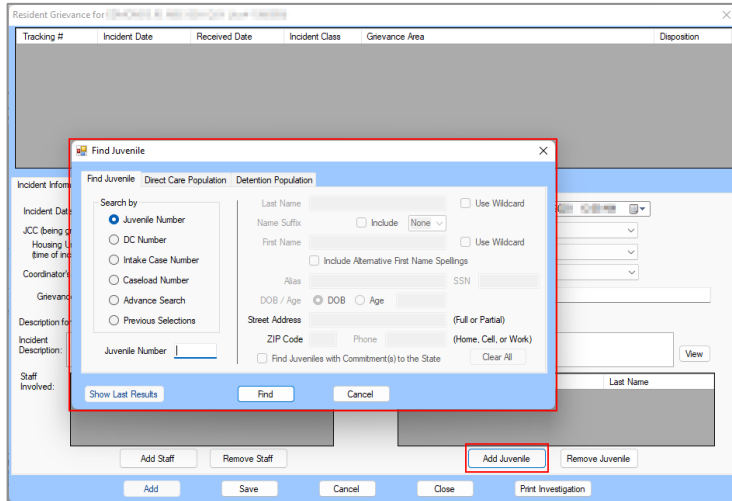 Resident Grievance for
Tracking # Incident Date Received Date Incident Class Grievance Area Disposition
Find Juvenile
Find Juvenile Direct Care Population Detention Population
Search by
Juvenile Number
DC Number
Intake Case Number
Caseload Number
Advance Search
Previous Selections
Juvenile Number
Last Name Use Wildcard
Name Suffix Include None
First Name Use Wildcard
Include Alternative First Name Spellings
Alias SSN
DOB / Age DOB Age
Street Address (Full or Partial)
ZIP Code Phone (Home, Cell, or Work)
Find Juveniles with Commitment(s) to the State Clear All
Show Last Results Find Cancel
Incident
Incident
JCC (being
Housing
(time of
Coordinator's
Description
Incident
Description: View
Staff
Involved: Last Name
Add Staff Remove Staff Add Juvenile Remove Juvenile
Add Save Cancel Close Print Investigation